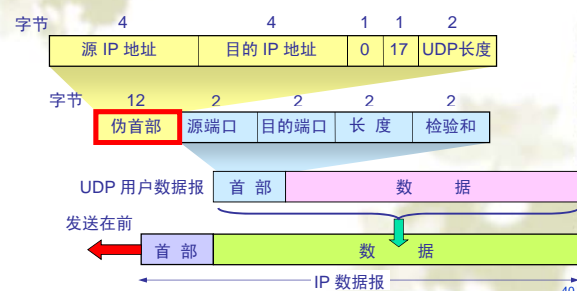 字节 4 4 1 1 2
源 IP 地址 目的 IP 地址 0 17 UDP长度
字节 12 2 2 2 2
伪首部 源端口 目的端口 长 度 检验和
UDP 用户数据报 首 部 数 据
发送在前
首 部 数 据
IP 数据报
40